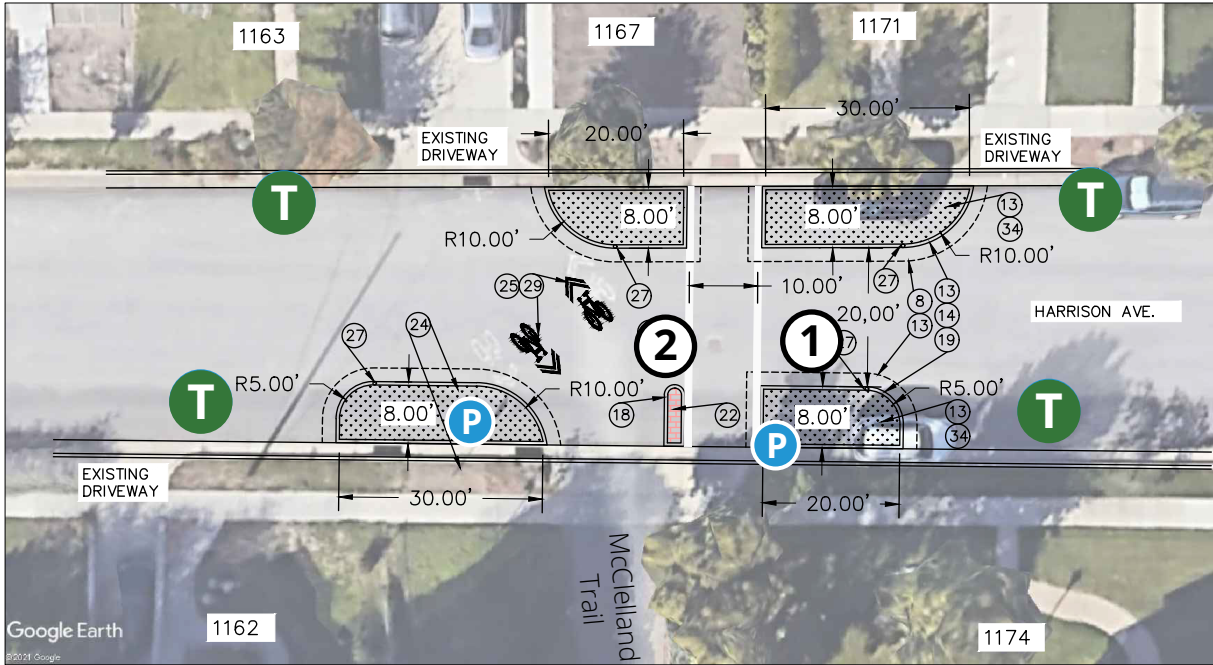 1163
1167
1171
30.00'
20.00'
EXISTING
DRIVEWAY
EXISTING
DRIVEWAY
T
T
8.00'
8.00'
13
34
R10.00'
R10.00'
27
27
25
29
10.00'
8
13
20,00'
13
14
19
HARRISON AVE.
2
1
27
24
R5.00'
R10.00'
R5.00'
T
T
8.00'
P
18
22
8.00'
13
34
P
EXISTING
DRIVEWAY
30.00'
20.00'
McClelland
Trail
Google Earth
1162
1174
©2021 Google